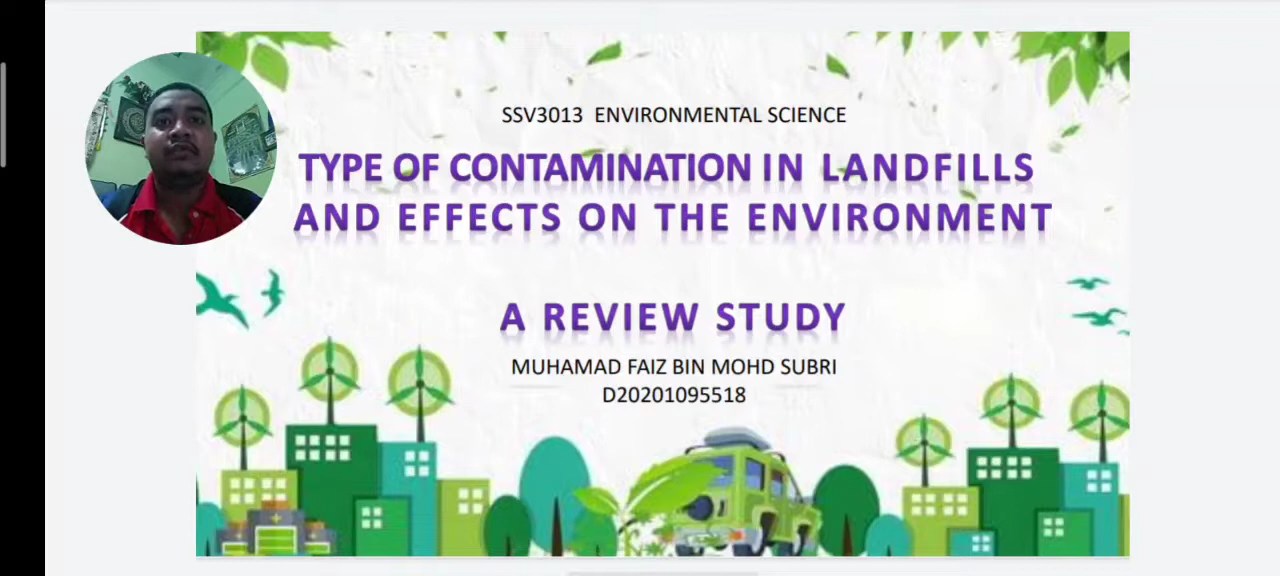 SSV3013 ENVIRONMENTAL SCIENCE
TYPE OF CONTAMINATION IN LANDFILLS
AND EFFECTS ON THE ENVIRONMENT
A REVIEW STUDY
MUHAMAD FAIZ BIN MOHD SUBRI
D20201095518